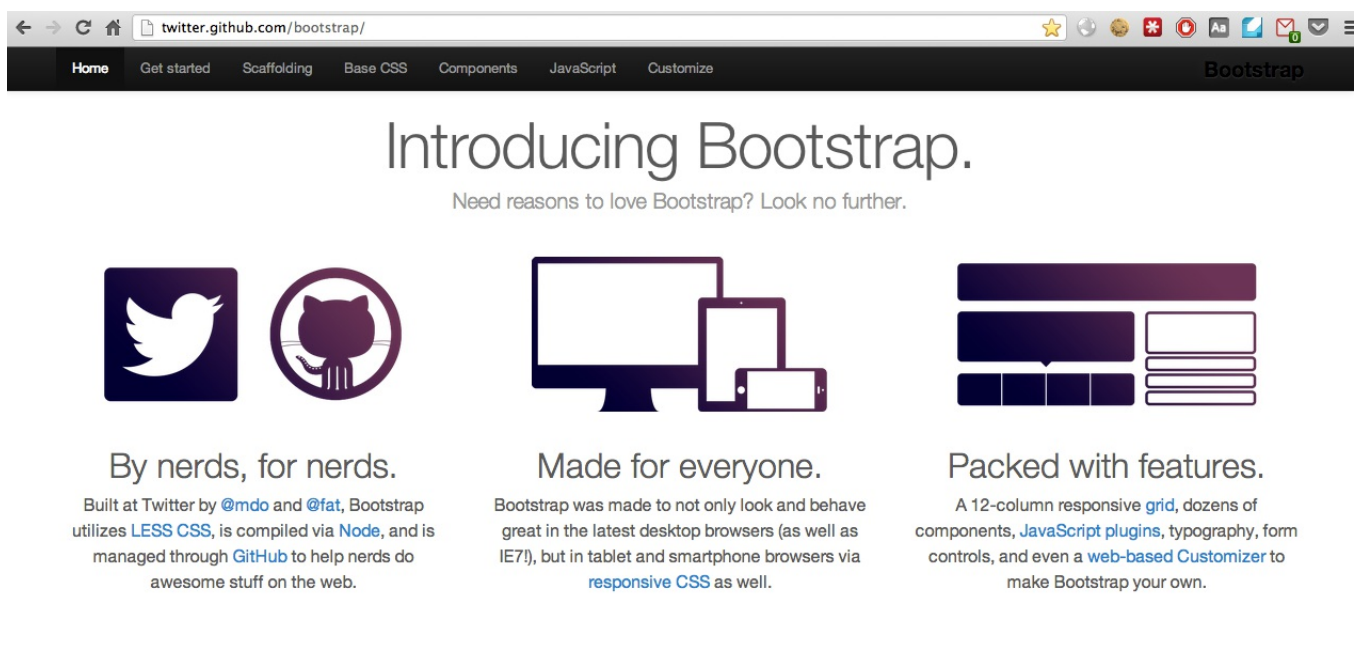 twitter.github.com/bootstrap/
Aa
0
Home Get started Scaffolding Base CSS Components JavaScript Customize Bootstrap
Introducing Bootstrap.
Need reasons to love Bootstrap? Look no further.
By nerds, for nerds.
Built at Twitter by @mdo and @fat, Bootstrap
utilizes LESS CSS, is compiled via Node, and is
managed through GitHub to help nerds do
awesome stuff on the web.
Made for everyone.
Bootstrap was made to not only look and behave
great in the latest desktop browsers (as well as
IE7!), but in tablet and smartphone browsers via
responsive CSS as well.
Packed with features.
A 12-column responsive grid, dozens of
components, JavaScript plugins, typography, form
controls, and even a web-based Customizer to
make Bootstrap your own.